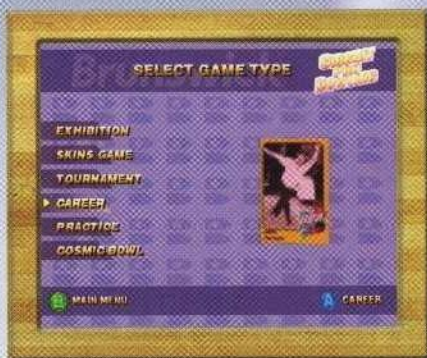 SELECT GAME TYPE
EXHIBITION
SKINS GAME
TOURNAMENT
CAREER
PRACTICE
COSMIC BOWL
B MAIN MENU
A CAREER